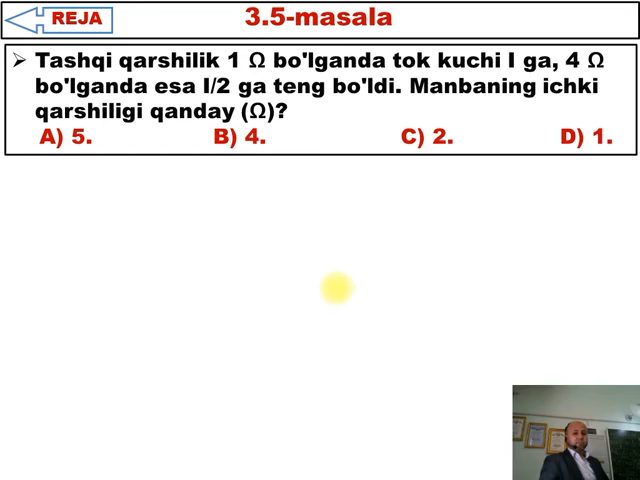 REJA
3.5-masala
➢ Tashqi qarshilik 1 Ω bo'lganda tok kuchi I ga, 4 Ω
bo'lganda esa I/2 ga teng bo'ldi. Manbaning ichki
qarshiligi qanday (Ω)?
A) 5. B) 4. C) 2. D) 1.